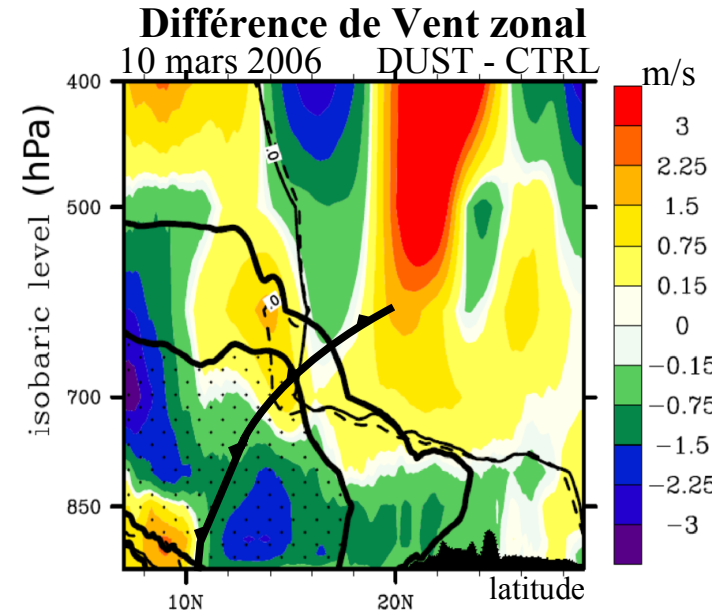 Différence de Vent zonal
10 mars 2006 DUST - CTRL
m/s
400
500
700
850
isobaric level (hPa)
.0
.0
3
2.25
1.5
0.75
0.15
0
−0.15
−0.75
−1.5
−2.25
−3
10N
20N
latitude